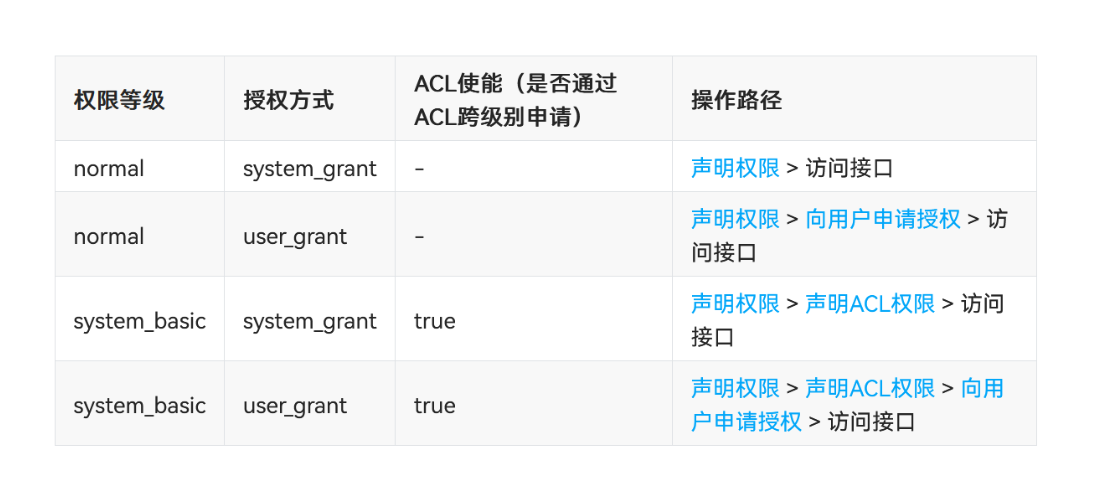 权限等级
授权方式
ACL使能（是否通过
ACL跨级别申请）
操作路径
normal
system_grant
-
声明权限 > 访问接口
normal
user_grant
-
声明权限 > 向用户申请授权 > 访
问接口
system_basic
system_grant
true
声明权限 > 声明ACL权限 > 访问
接口
system_basic
user_grant
true
声明权限 > 声明ACL权限 > 向用
户申请授权 > 访问接口